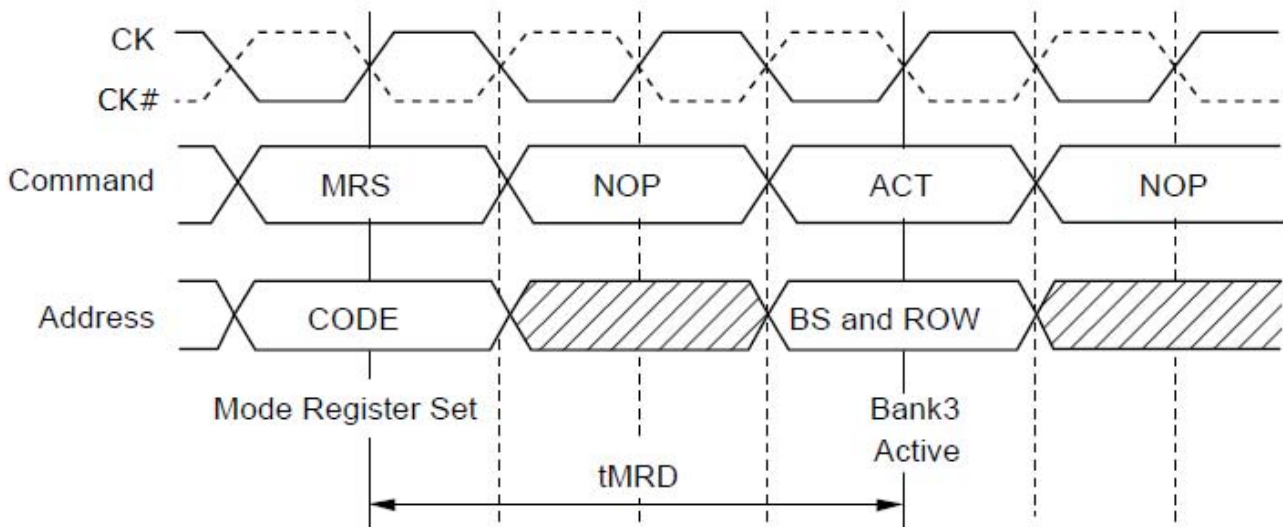 CK
CK#
Command
MRS
NOP
ACT
NOP
Address
CODE
BS and ROW
Mode Register Set
Bank3
Active
tMRD